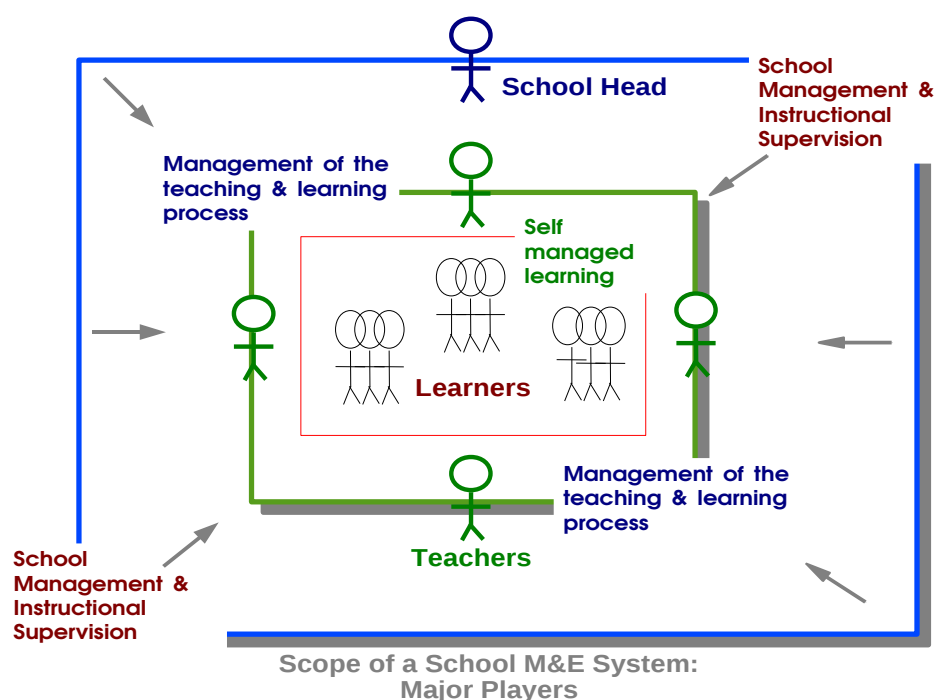 School Head
School
Management &
Instructional
Supervision
Management of the
teaching & learning
process
Self
managed
learning
Learners
Management of the
teaching & learning
process
Teachers
School
Management &
Instructional
Supervision
Scope of a School M&E System:
Major Players